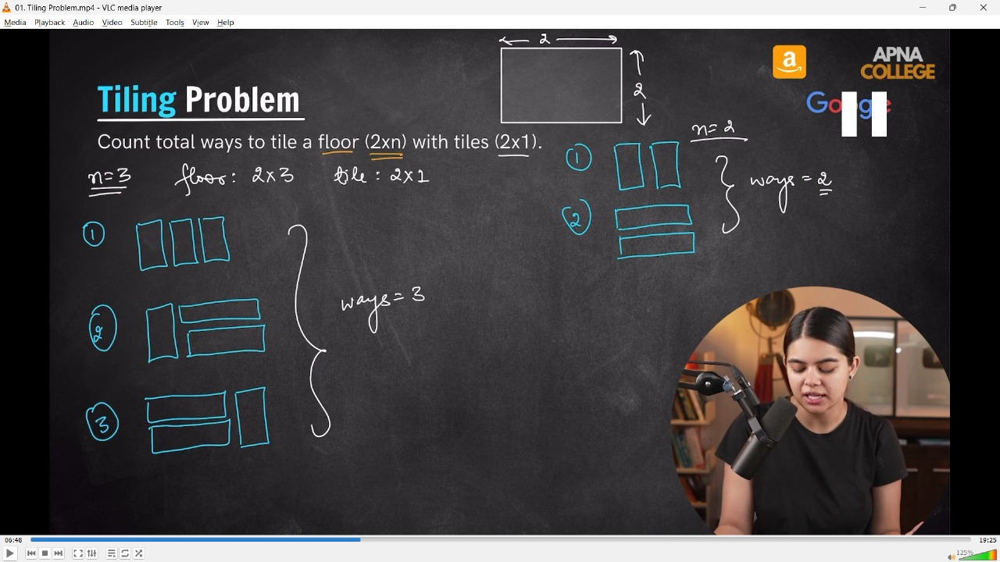 01. Tiling Problem.mp4 - VLC media player
Media Playback Audio Video Subtitle Tools View Help
2
2
a
APNA
COLLEGE
Tiling Problem
Count total ways to tile a floor (2xn) with tiles (2x1).
n=3 floor: 2x3 tile: 2x1
1
2
3
ways = 3
n=2
1
2
ways = 2
06:48
19:25
125%